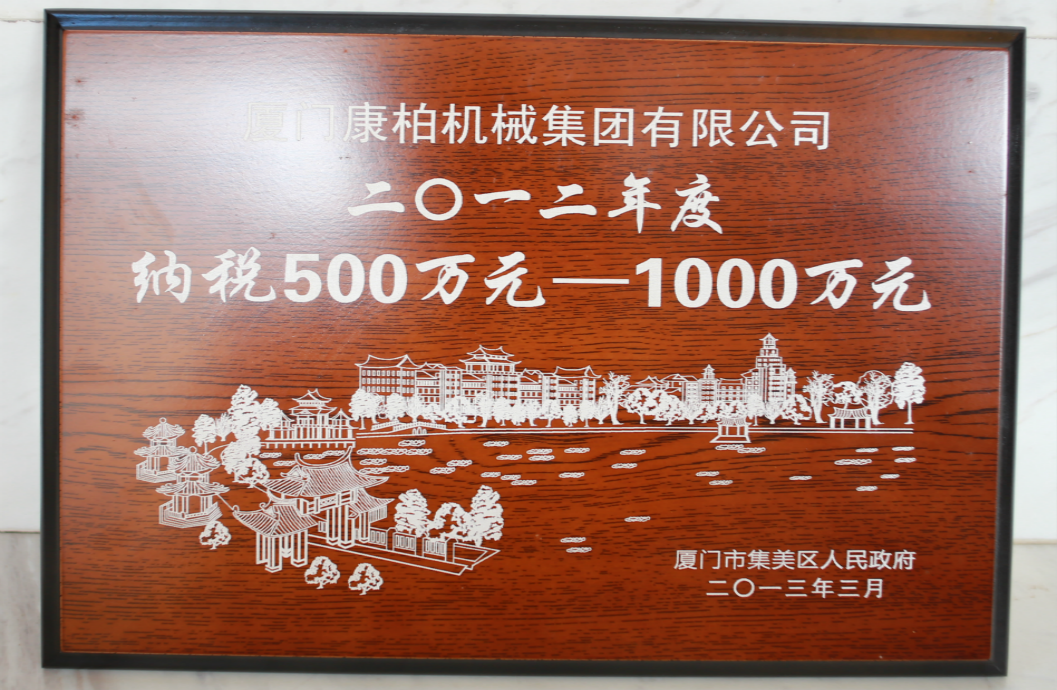 厦门康柏机械集团有限公司
二〇一二年度
纳税500万元—1000万元
厦门市集美区人民政府
二〇一三年三月